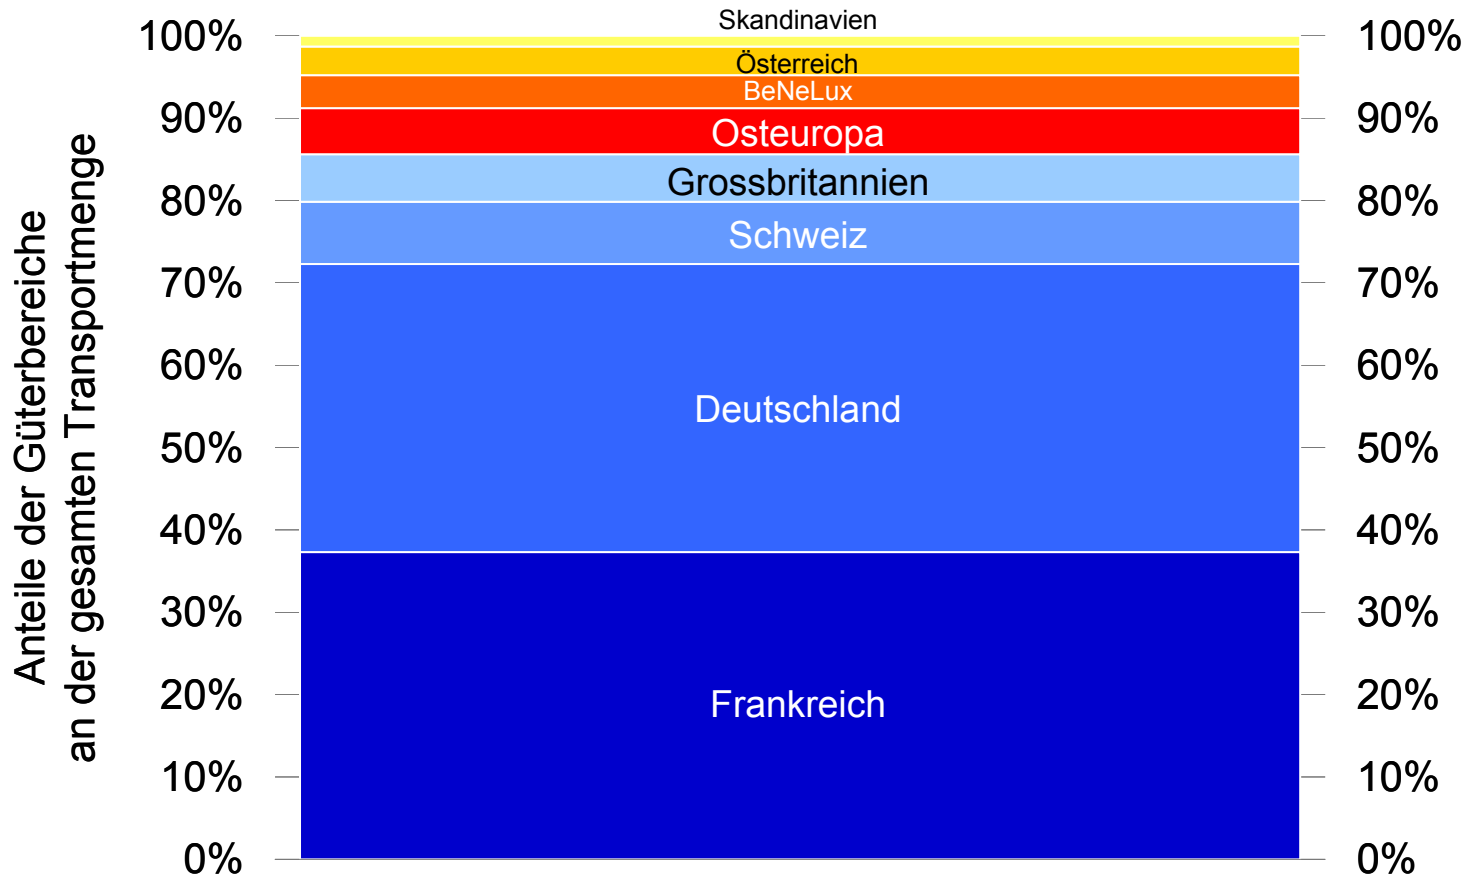 Skandinavien
100%
100%
Österreich
BeNeLux
90%
90%
Osteuropa
Grossbritannien
80%
80%
Schweiz
70%
70%
60%
60%
Deutschland
50%
50%
40%
40%
30%
30%
Frankreich
20%
20%
10%
10%
0%
0%
Anteile der Güterbereiche
an der gesamten Transportmenge